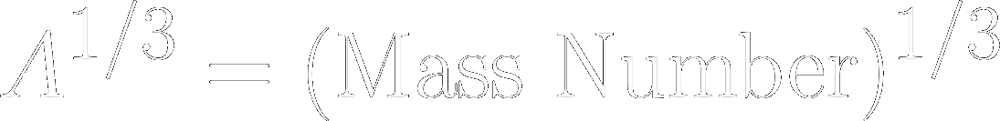 A^{1/3} = (Mass Number)^{1/3}